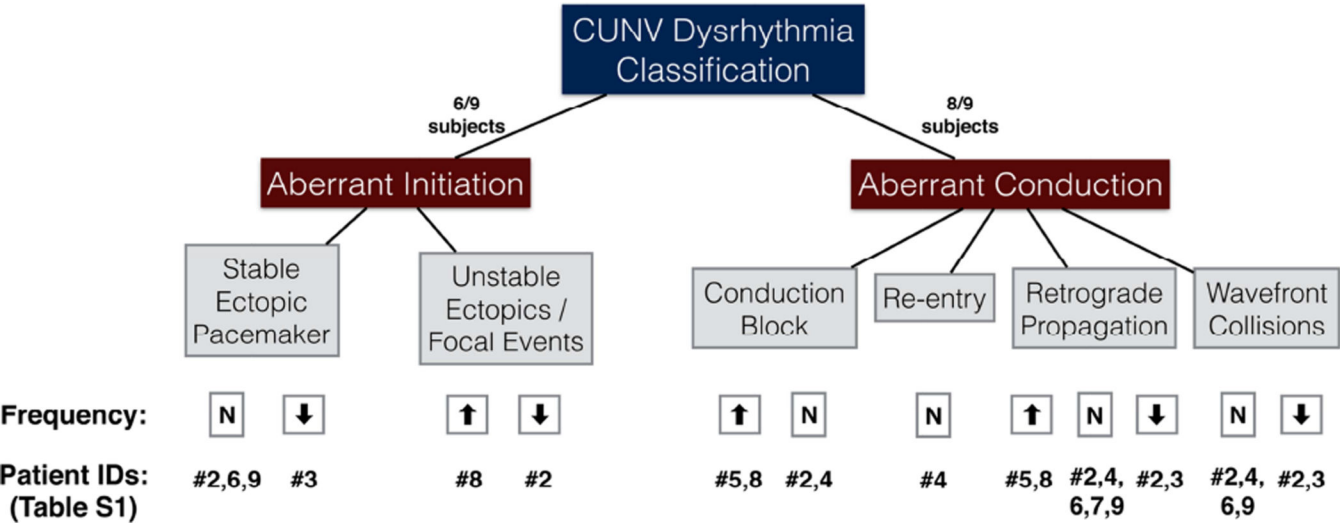 CUNV Dysrhythmia
Classification
6/9
subjects
8/9
subjects
Aberrant Initiation
Aberrant Conduction
Stable
Ectopic
Pacemaker
Unstable
Ectopics /
Focal Events
Conduction
Block
Re-entry
Retrograde
Propagation
Wavefront
Collisions
Frequency: N ⬇ ⬆ ⬇ ⬆ N N ⬆ N ⬇ N ⬇
Patient IDs: #2,6,9 #3 #8 #2 #5,8 #2,4 #4 #5,8 #2,4, #2,3 #2,4, #2,3
(Table S1) 6,7,9 6,9